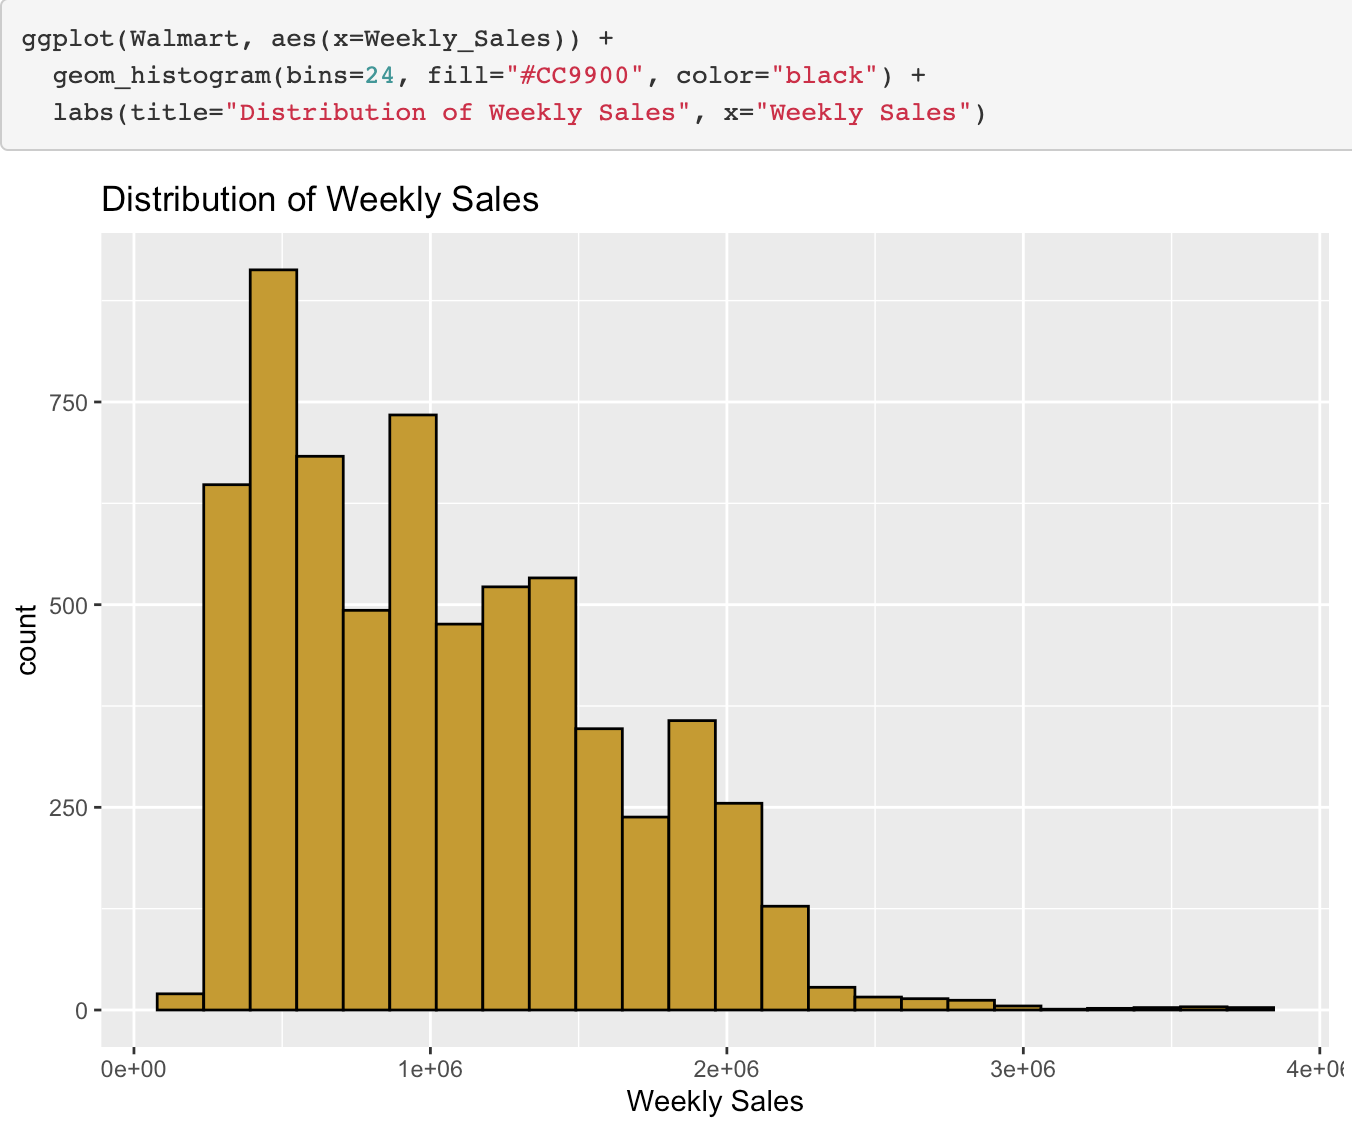 ggplot(Walmart, aes(x=Weekly_Sales)) +
  geom_histogram(bins=24, fill="#CC9900", color="black") +
  labs(title="Distribution of Weekly Sales", x="Weekly Sales")
Distribution of Weekly Sales
750
500
250
0
count
0e+00 1e+06 2e+06 3e+06
Weekly Sales